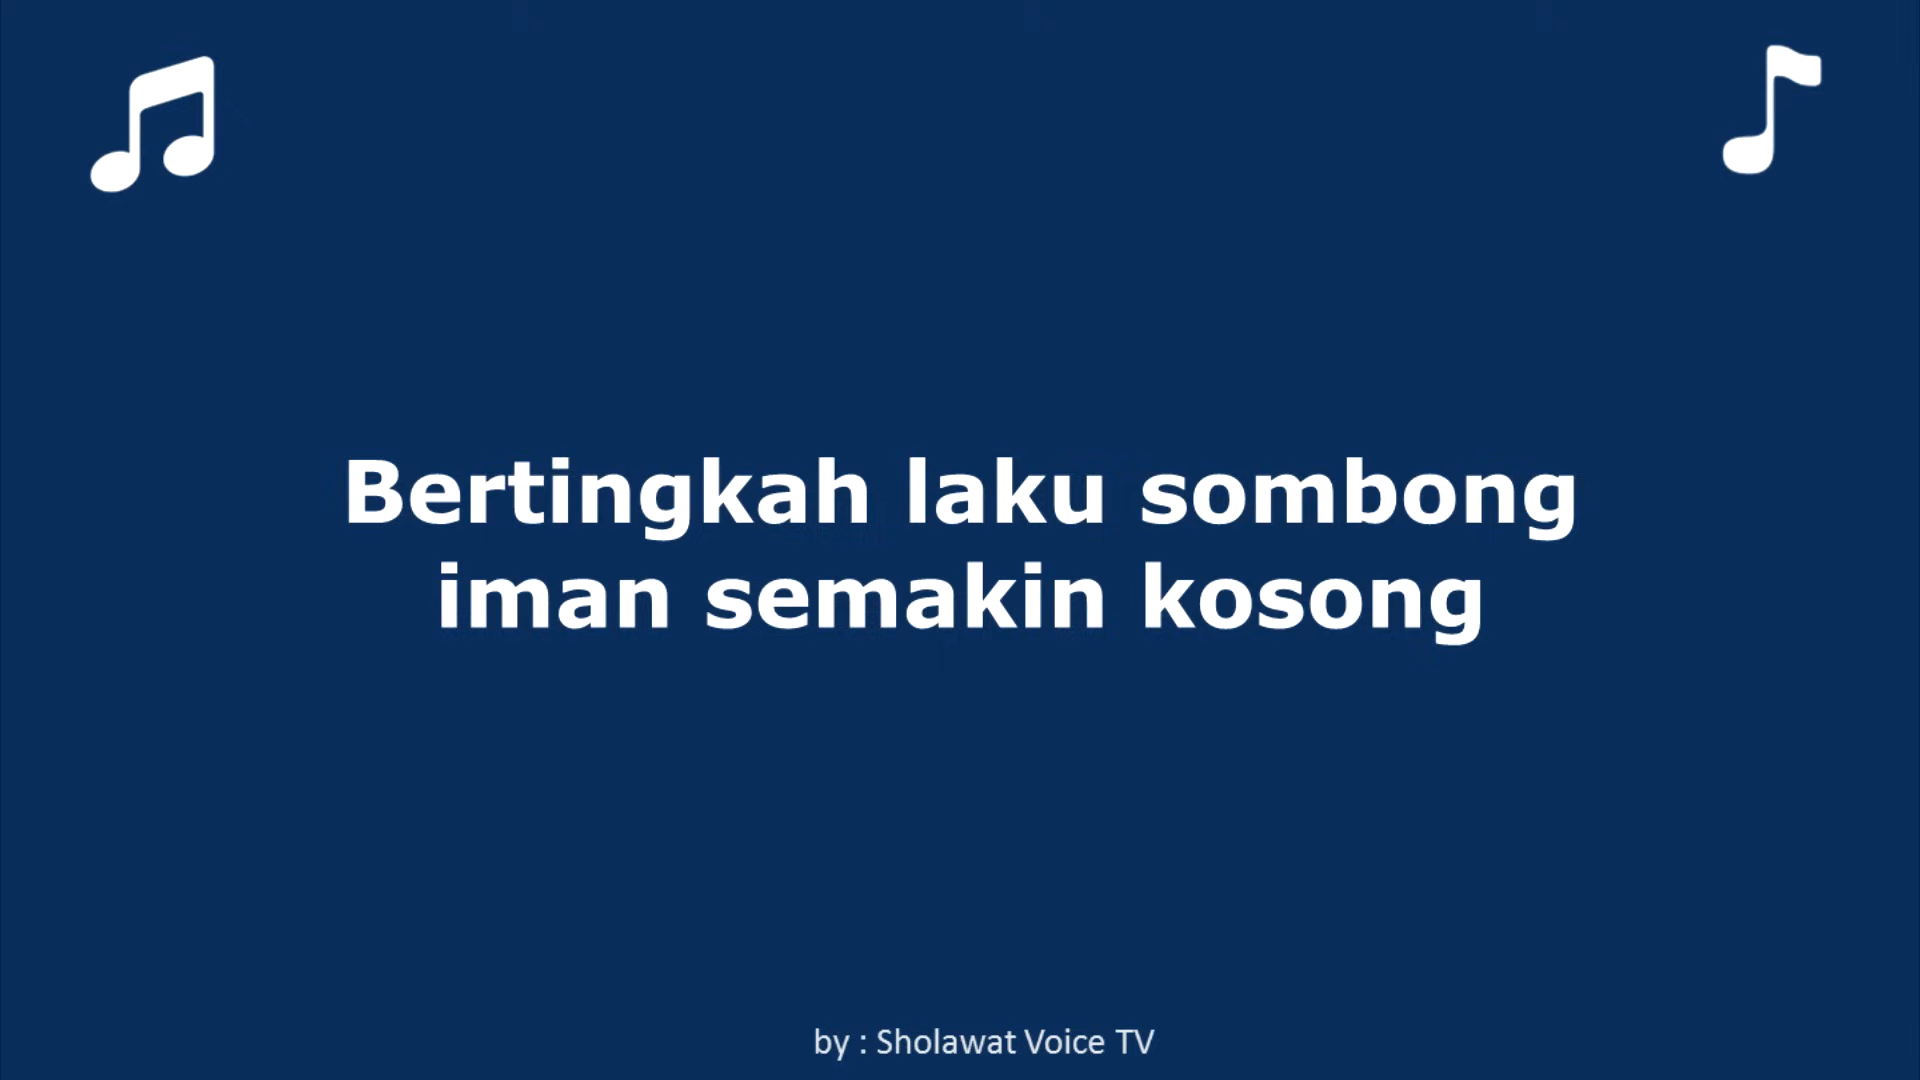 Bertingkah laku sombong
iman semakin kosong
by : Sholawat Voice TV